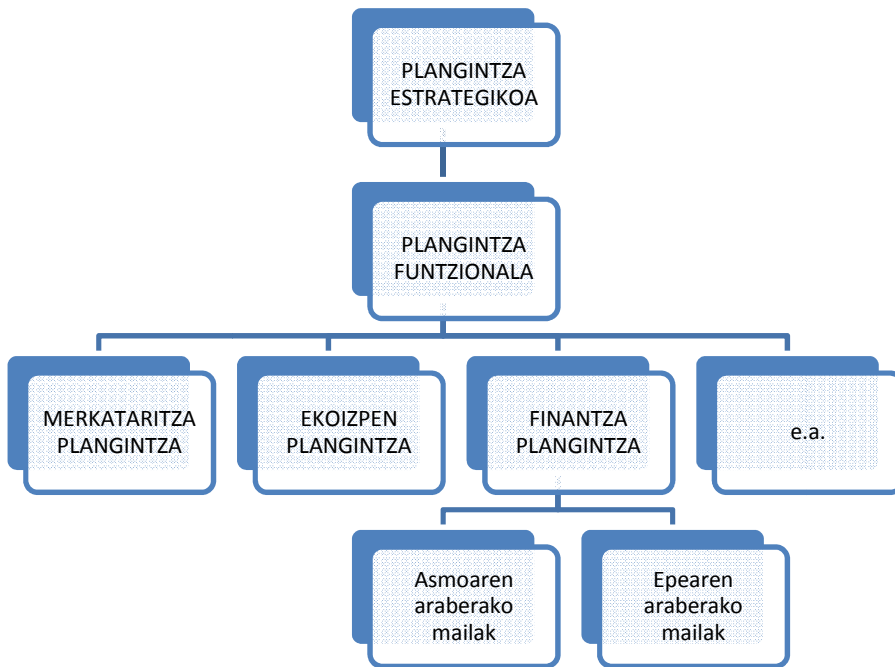 PLANGINTZA
ESTRATEGIKOA
PLANGINTZA
FUNTZIONALA
MERKATARITZA
PLANGINTZA
EKOIZPEN
PLANGINTZA
FINANTZA
PLANGINTZA
e.a.
Asmoaren
araberako
mailak
Epearen
araberako
mailak